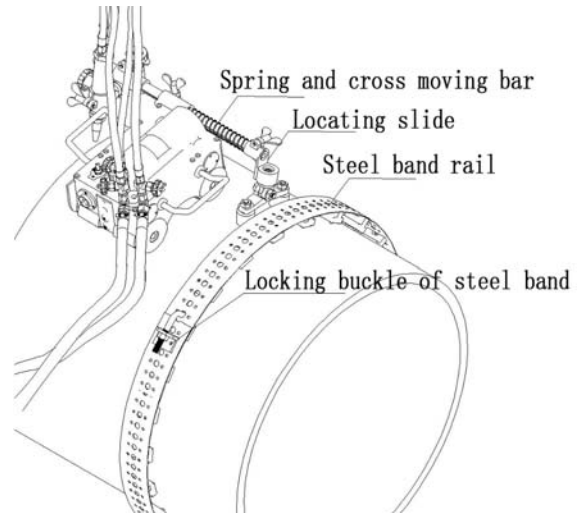 Spring and cross moving bar
Locating slide
Steel band rail
Locking buckle of steel band